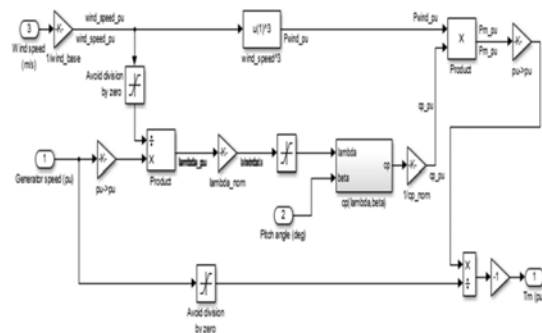 3
Wind speed
(m/s)
-K-
1/wind_base
wind_speed_pu
wind_speed_pu
u(1)^3
wind_speed^3
Pwind_pu
Pwind_pu
X
Product
Pm_pu
Pm_pu
-K-
pu->pu
Avoid division
by zero
1
Generator speed (pu)
-K-
pu->pu
÷
X
Product
lambda_pu
-K-
lambda_nom
lambda
beta
cp
cp(lambda,beta)
-K-
1/cp_nom
cp_pu
cp_pu
2
Pitch angle (deg)
Avoid division
by zero
X
÷
-1
1
Tm (pu